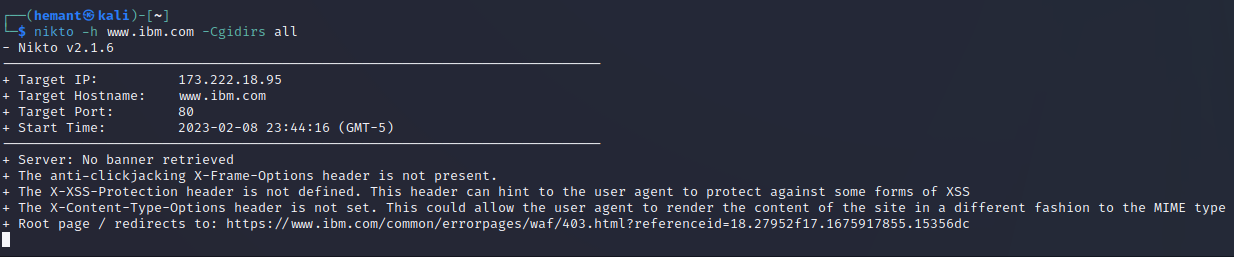 ┌──(hemant㉿kali)-[~]
└─$ nikto -h www.ibm.com -Cgidirs all
- Nikto v2.1.6
---------------------------------------------------------------------------
+ Target IP:          173.222.18.95
+ Target Hostname:    www.ibm.com
+ Target Port:        80
+ Start Time:         2023-02-08 23:44:16 (GMT-5)
---------------------------------------------------------------------------
+ Server: No banner retrieved
+ The anti-clickjacking X-Frame-Options header is not present.
+ The X-XSS-Protection header is not defined. This header can hint to the user agent to protect against some forms of XSS
+ The X-Content-Type-Options header is not set. This could allow the user agent to render the content of the site in a different fashion to the MIME type
+ Root page / redirects to: https://www.ibm.com/common/errorpages/waf/403.html?referenceid=18.27952f17.1675917855.15356dc